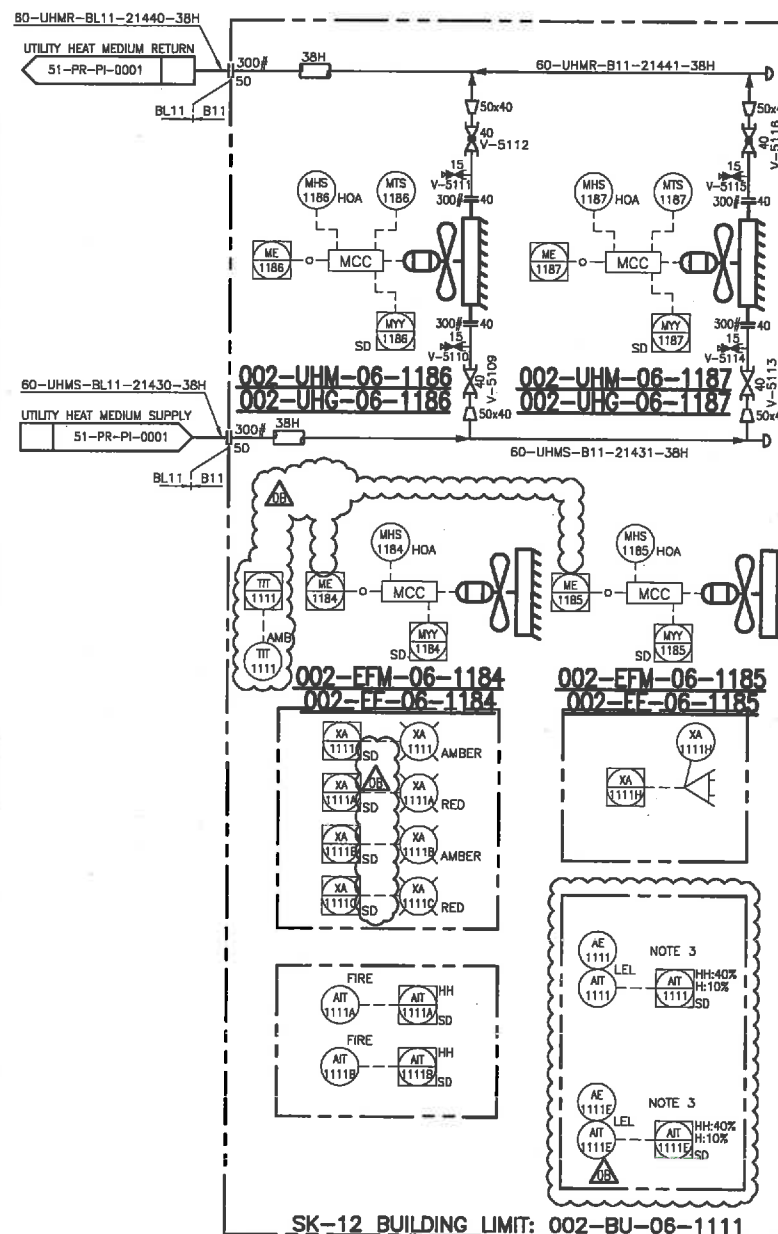 60-UHMR-BL11-21440-38H
UTILITY HEAT MEDIUM RETURN
51-PR-PI-0001
300#
50
38H
BL11
B11
60-UHMR-B11-21441-38H
50x40
40
V-5112
15
V-5111
300#
40
MHS
1186
HOA
MTS
1186
ME
1186
MCC
MYY
1186
SD
300#
40
15
V-5110
V-5109
40
50x40
002-UHM-06-1186
002-UHG-06-1186
50x4
40
V-5116
15
V-5115
300#
40
MHS
1187
HOA
MTS
1187
ME
1187
MCC
MYY
1187
SD
300#
40
15
V-5114
V-5113
40
50x40
002-UHM-06-1187
002-UHG-06-1187
60-UHMS-BL11-21430-38H
UTILITY HEAT MEDIUM SUPPLY
51-PR-PI-0001
300#
50
38H
BL11
B11
60-UHMS-B11-21431-38H
0B
TIT
1111
AMB
TIT
1111
MHS
1184
HOA
ME
1184
MCC
MYY
1184
SD
002-EFM-06-1184
002-EF-06-1184
MHS
1185
HOA
ME
1185
MCC
MYY
1185
SD
002-EFM-06-1185
002-EF-06-1185
XA
1111
SD
XA
1111
AMBER
0B
XA
1111A
SD
XA
1111A
RED
XA
1111B
SD
XA
1111B
AMBER
XA
1111C
SD
XA
1111C
RED
XA
1111H
XA
1111H
FIRE
AIT
1111A
AIT
1111A
HH
SD
FIRE
AIT
1111B
AIT
1111B
HH
SD
AE
1111
NOTE 3
LEL
AIT
1111
AIT
1111
HH:40%
H:10%
SD
AE
1111E
NOTE 3
LEL
AIT
1111E
AIT
1111E
HH:40%
H:10%
SD
0B
SK-12 BUILDING LIMIT: 002-BU-06-1111